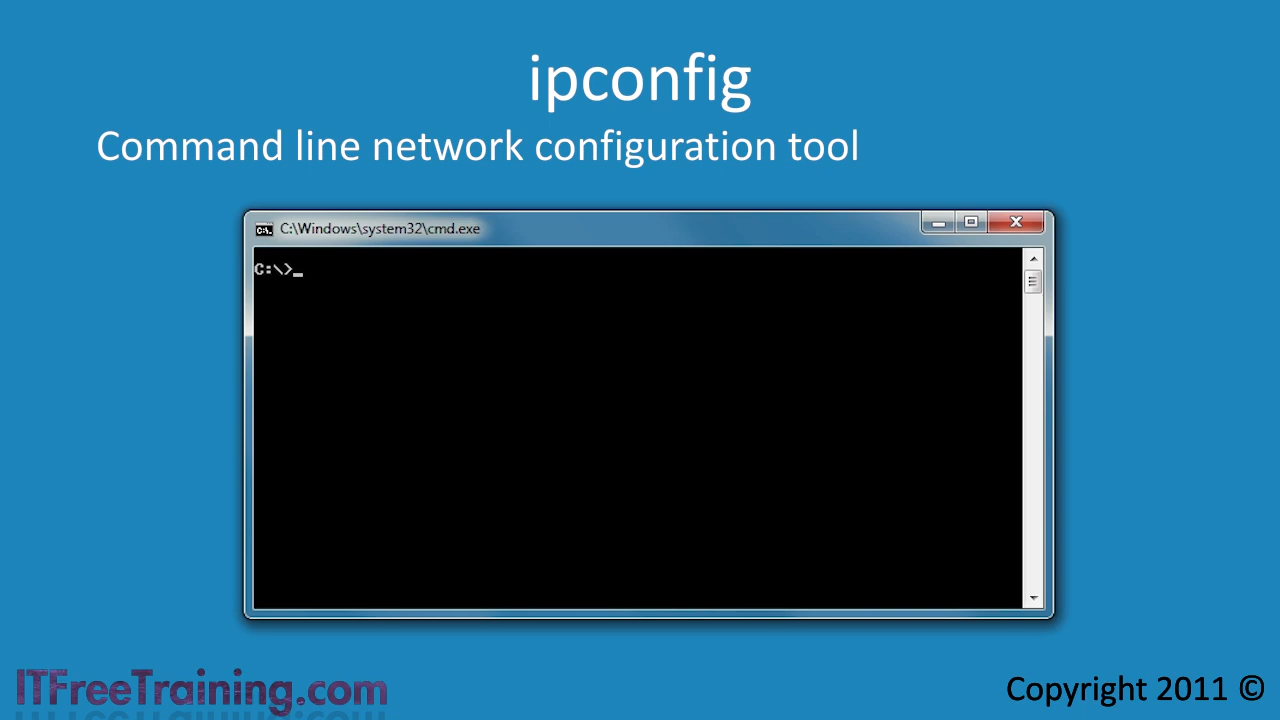 ipconfig
Command line network configuration tool
C:\Windows\system32\cmd.exe
C:\>_
ITFreeTraining.com
Copyright 2011 ©